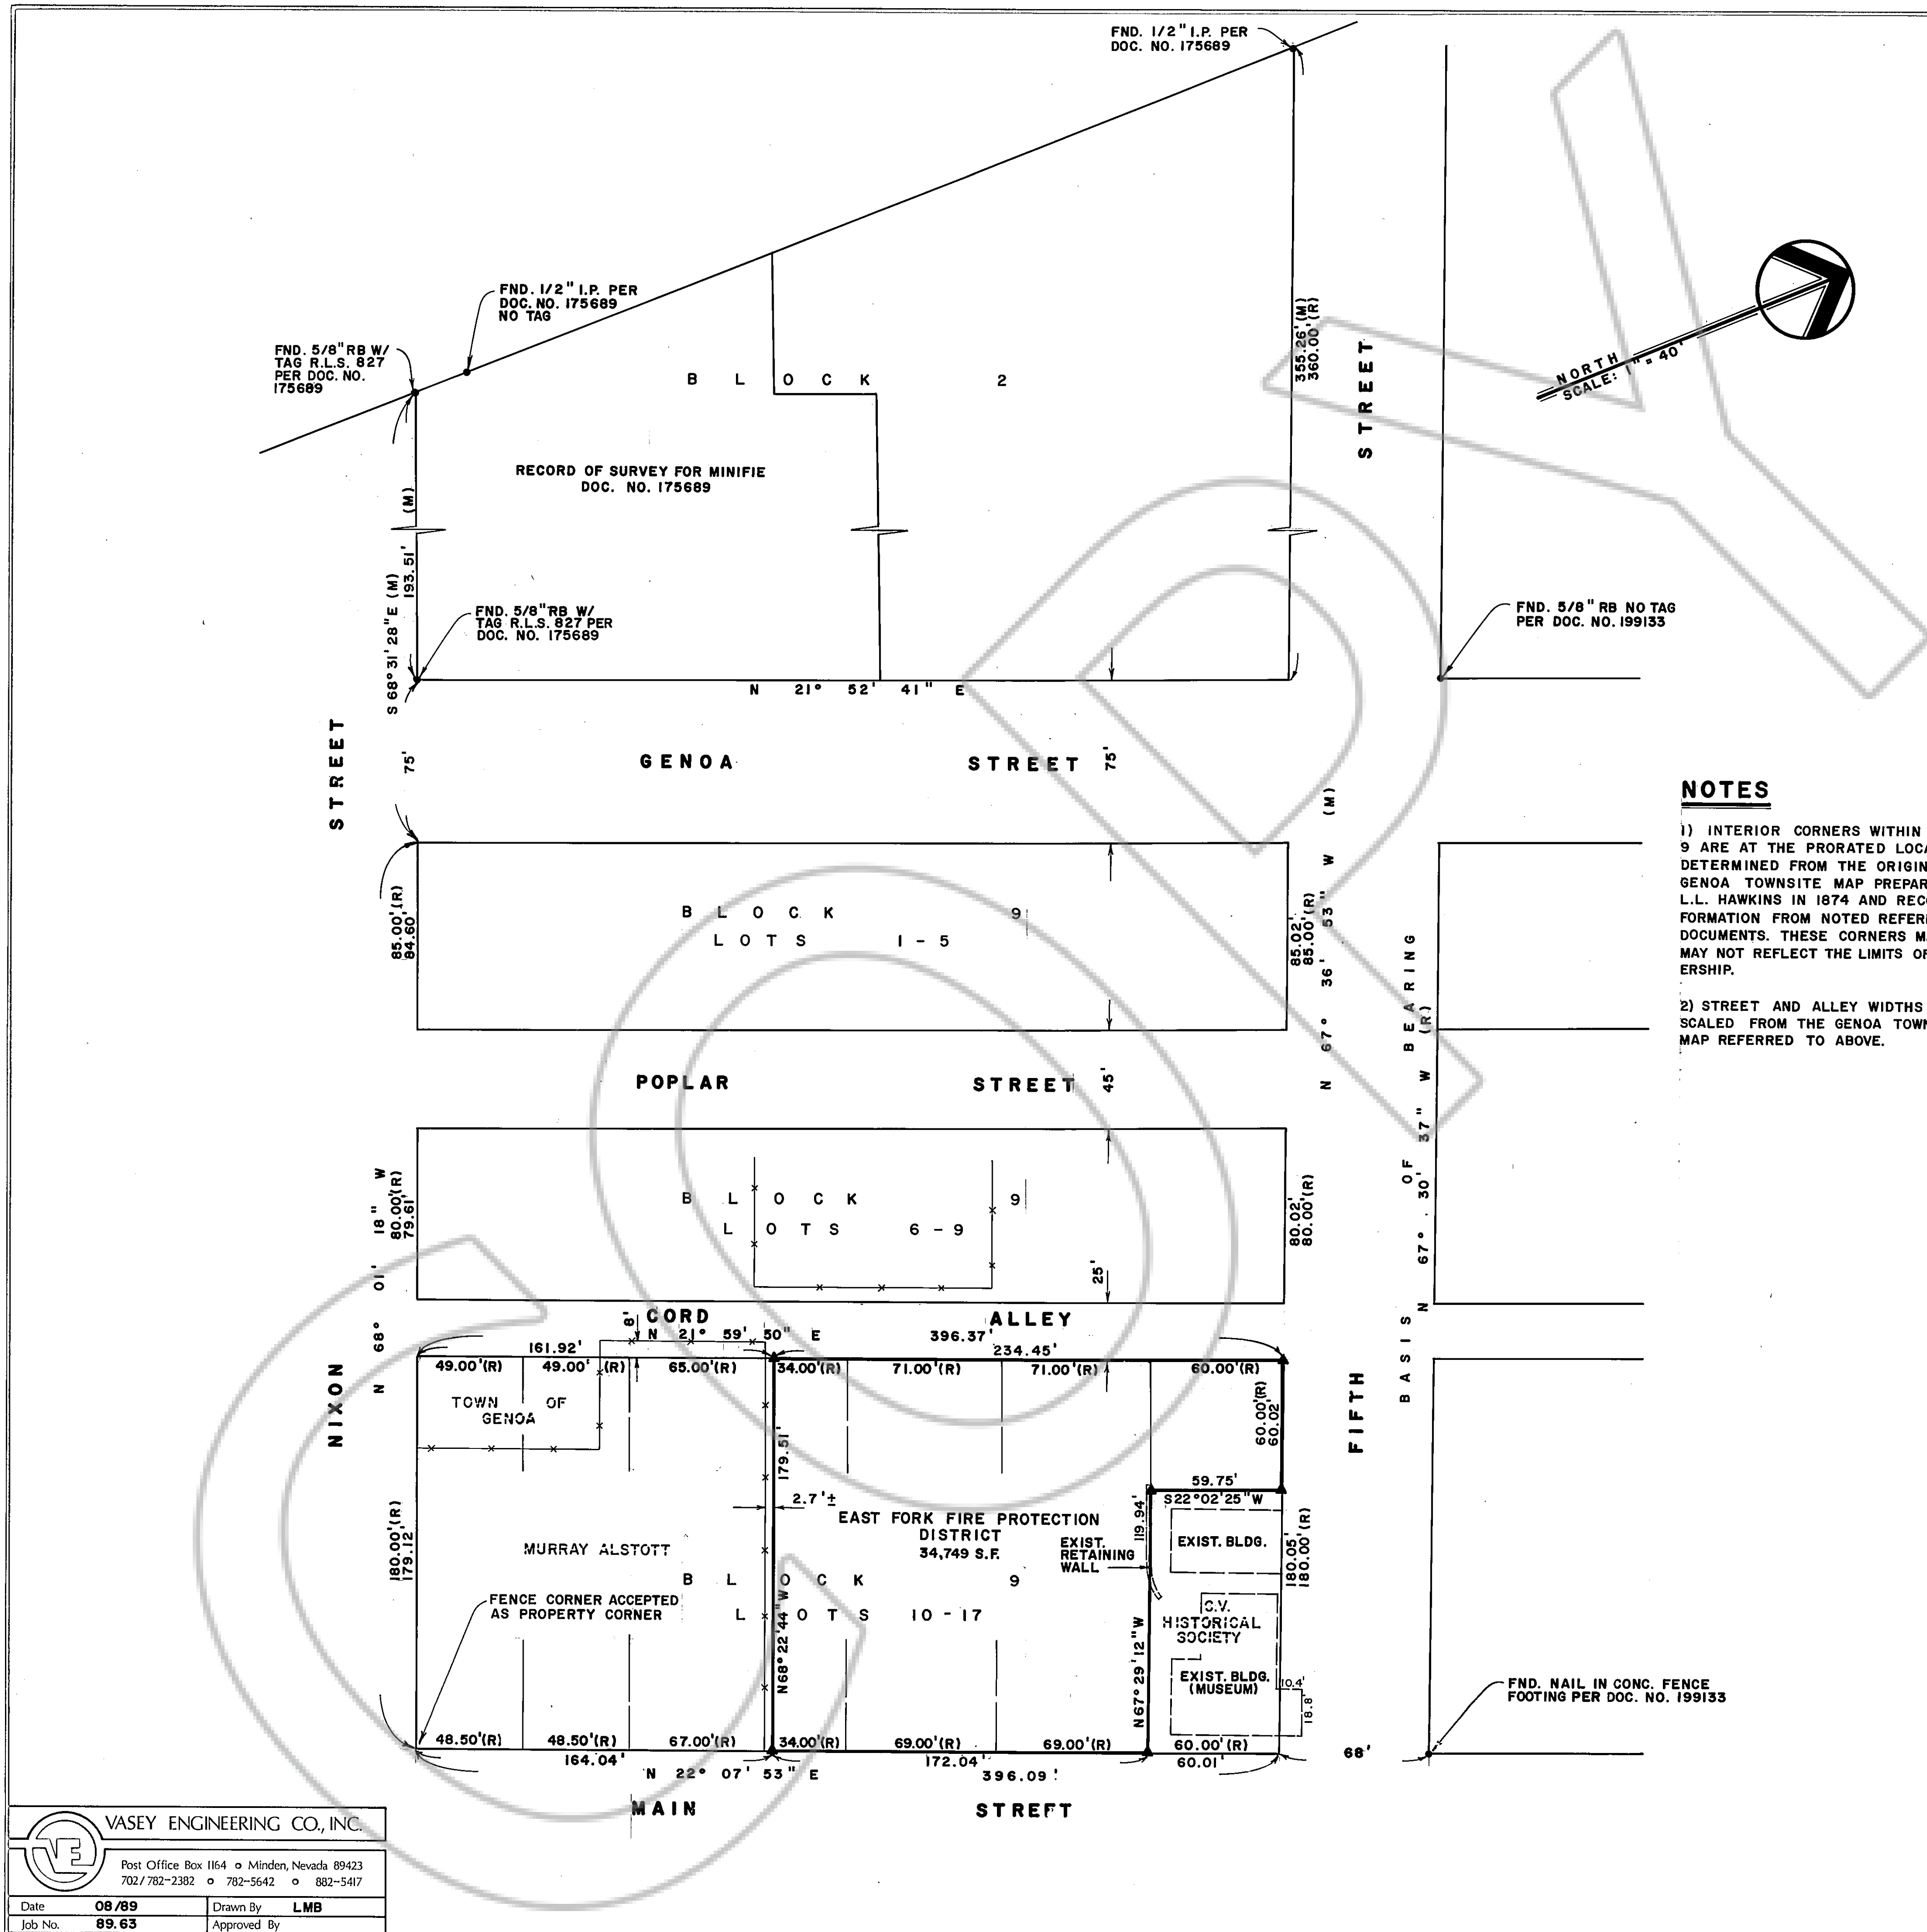 FND. 1/2" I.P. PER
DOC. NO. 175689
FND. 1/2" I.P. PER
DOC. NO. 175689
NO TAG
FND. 5/8" RB W/
TAG R.L.S. 827
PER DOC. NO.
175689
BLOCK 2
355.26'(M)
360.00'(R)
STREET
NORTH
SCALE: 1" = 40'
RECORD OF SURVEY FOR MINIFIE
DOC. NO. 175689
S 68° 31' 28" E (M)
193.51' (M)
FND. 5/8" RB W/
TAG R.L.S. 827 PER
DOC. NO. 175689
FND. 5/8" RB NO TAG
PER DOC. NO. 199133
N 21° 52' 41" E
STREET
75'
GENOA STREET
75'
NOTES
1) INTERIOR CORNERS WITHIN
9 ARE AT THE PRORATED
DETERMINED FROM THE
GENOA TOWNSITE MAP
L.L. HAWKINS IN 1874 AND
FORMATION FROM NOTED
DOCUMENTS. THESE CORNERS
MAY NOT REFLECT THE LIMITS
ERSHIP.
2) STREET AND ALLEY WIDTHS
SCALED FROM THE GENOA
MAP REFERRED TO ABOVE.
85.00'(R)
84.60'
BLOCK 9
LOTS 1-5
85.02'
85.00'(R)
N 67° 36' 53" W (M)
BASIS OF BEARING
N 67° 30' 37" W (R)
POPLAR STREET
45'
N 68° 01' 18" W
80.00'(R)
79.61'
BLOCK 9
LOTS 6-9
80.02'
80.00'(R)
25'
8'
CORD ALLEY
N 21° 59' 50" E
396.37'
161.92'
234.45'
49.00'(R) 49.00'(R) 65.00'(R) 34.00'(R) 71.00'(R) 71.00'(R) 60.00'(R)
NIXON
TOWN OF
GENOA
179.51'
60.00'(R)
60.02'
FIFTH
59.75'
S22°02'25"W
2.7'±
119.94'
EAST FORK FIRE PROTECTION
DISTRICT
34,749 S.F.
EXIST.
RETAINING
WALL
EXIST. BLDG.
180.00'(R)
179.12
MURRAY ALSTOTT
180.05'
180.00'(R)
BLOCK 9
LOTS 10-17
FENCE CORNER ACCEPTED
AS PROPERTY CORNER
N68°22'44"W
C.V.
HISTORICAL
SOCIETY
N67°29'12"W
EXIST. BLDG.
(MUSEUM)
10.4'
18.8'
FND. NAIL IN CONC. FENCE
FOOTING PER DOC. NO. 199133
48.50'(R) 48.50'(R) 67.00'(R) 34.00'(R) 69.00'(R) 69.00'(R) 60.00'(R)
164.04' 172.04' 60.01'
68'
N 22° 07' 53" E
396.09'
MAIN STREET
VASEY ENGINEERING CO., INC.
VE
Post Office Box 1164 o Minden, Nevada 89423
702/782-2382 o 782-5642 o 882-5417
Date 08/89 Drawn By LMB
Job No. 89.63 Approved By
COPY